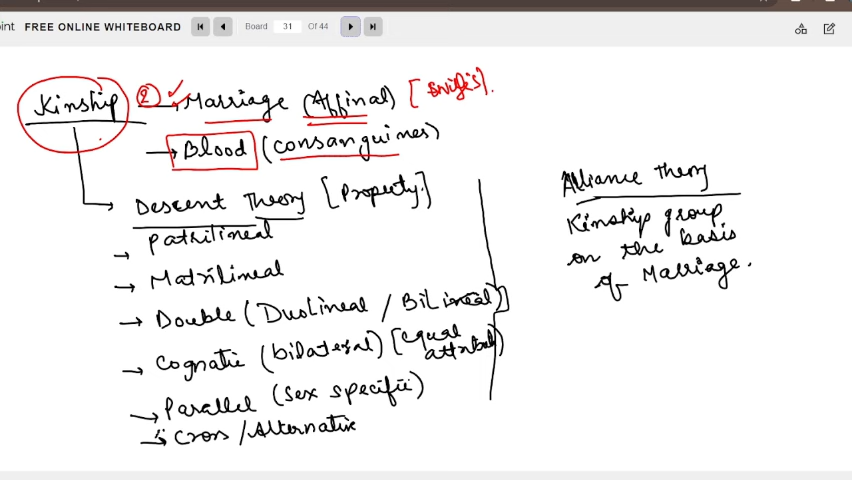 oint FREE ONLINE WHITEBOARD Board 31 Of 44
Kinship
② Marriage (Affinal)
Blood (consanguines)
Descent Theory [Property]
Patrilineal
Matrilineal
Double (Duolineal / Bilineal)
Cognatic (bilateral) [equal
Parallel (Sex specific)
Cross / Alternative
Alliance theory
Kinship group
on the basis
of Marriage.